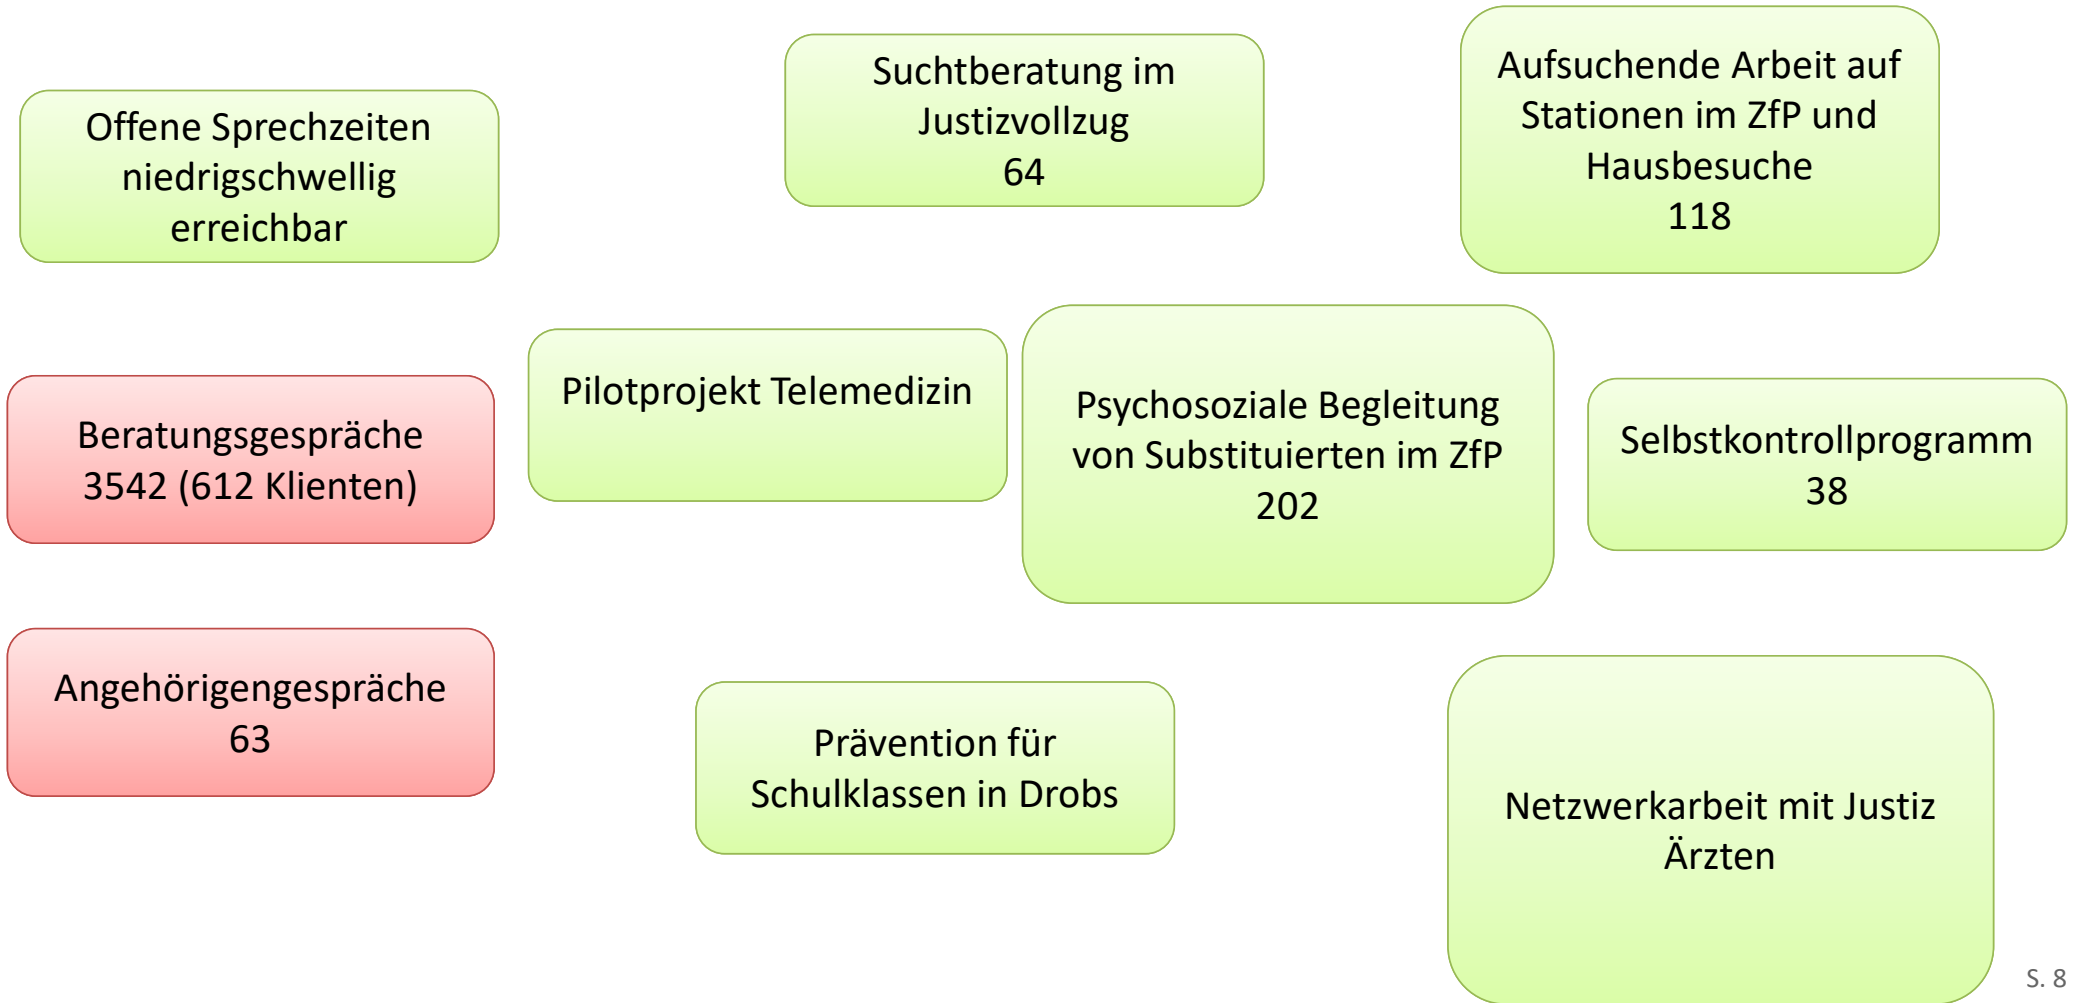 Offene Sprechzeiten
niedrigschwellig
erreichbar
Suchtberatung im
Justizvollzug
64
Aufsuchende Arbeit auf
Stationen im ZfP und
Hausbesuche
118
Beratungsgespräche
3542 (612 Klienten)
Pilotprojekt Telemedizin
Psychosoziale Begleitung
von Substituierten im ZfP
202
Selbstkontrollprogramm
38
Angehörigengespräche
63
Prävention für
Schulklassen in Drobs
Netzwerkarbeit mit Justiz
Ärzten
S. 8